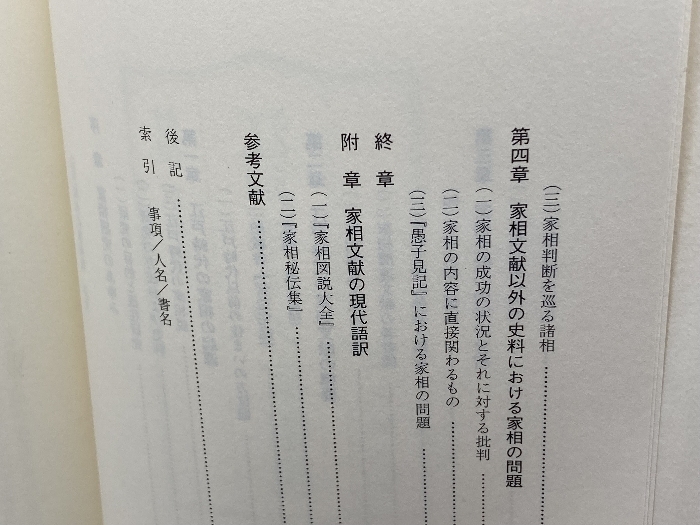 （三）家相判断を巡る諸相
第四章 家相文献以外の史料における家相の問題
（一）家相の成功の状況とそれに対する批判
（二）家相の内容に直接関わるもの
（三）『愚子見記』における家相の問題
終 章
附 章 家相文献の現代語訳
（一）『家相図説大全』
（二）『家相秘伝集』
参考文献
後 記
索 引 事項／人名／書名